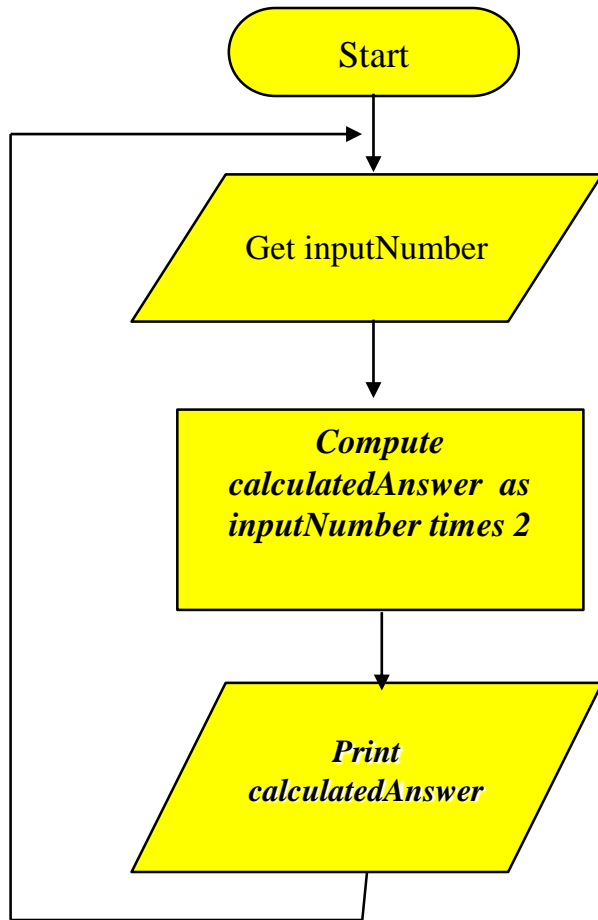 Start
Get inputNumber
Compute
calculatedAnswer as
inputNumber times 2
Print
calculatedAnswer